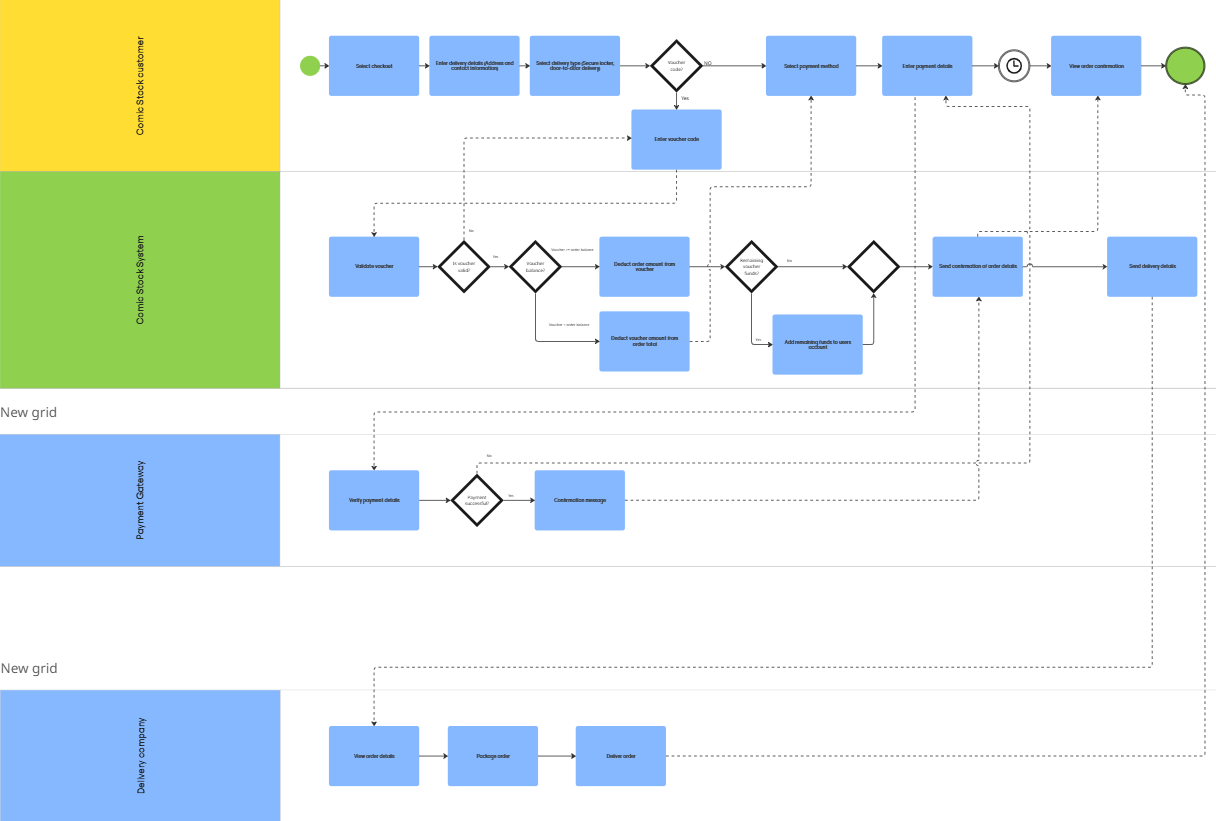 Comic Stock customer
Select checkout
Enter delivery details (Address and
contact information)
Select delivery type (Secure locker,
door-to-door delivery)
Voucher
code?
NO
Yes
Enter voucher code
Select payment method
Enter payment details
View order confirmation
Comic Stock System
Validate voucher
Is voucher
valid?
No
Yes
Voucher
balance?
Voucher => order balance
Deduct order amount from
voucher
Deduct voucher amount from
order total
Remaining
voucher
funds?
No
Yes
Add remaining funds to users
account
Send confirmation of order details
Send delivery details
New grid
Payment Gateway
Verify payment details
Payment
successful?
No
Yes
Confirmation message
New grid
Delivery company
View order details
Package order
Deliver order